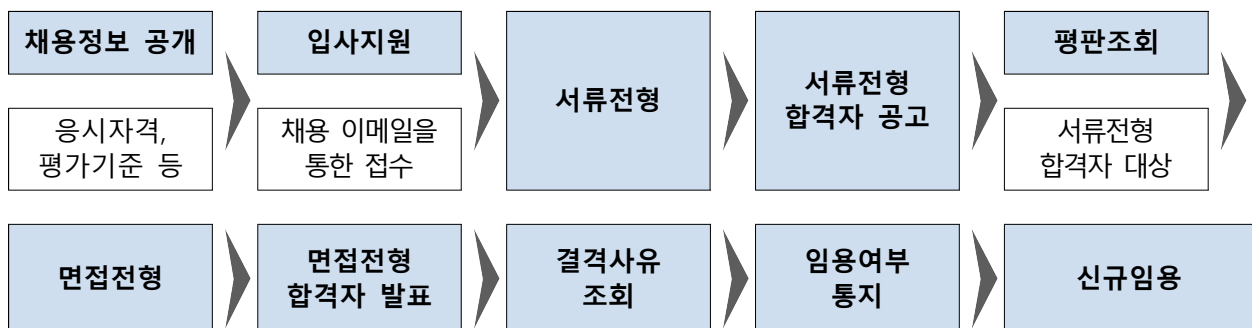 채용정보 공개
응시자격,
평가기준 등
입사지원
채용 이메일을
통한 접수
서류전형
서류전형
합격자 공고
평판조회
서류전형
합격자 대상
면접전형
면접전형
합격자 발표
결격사유
조회
임용여부
통지
신규임용